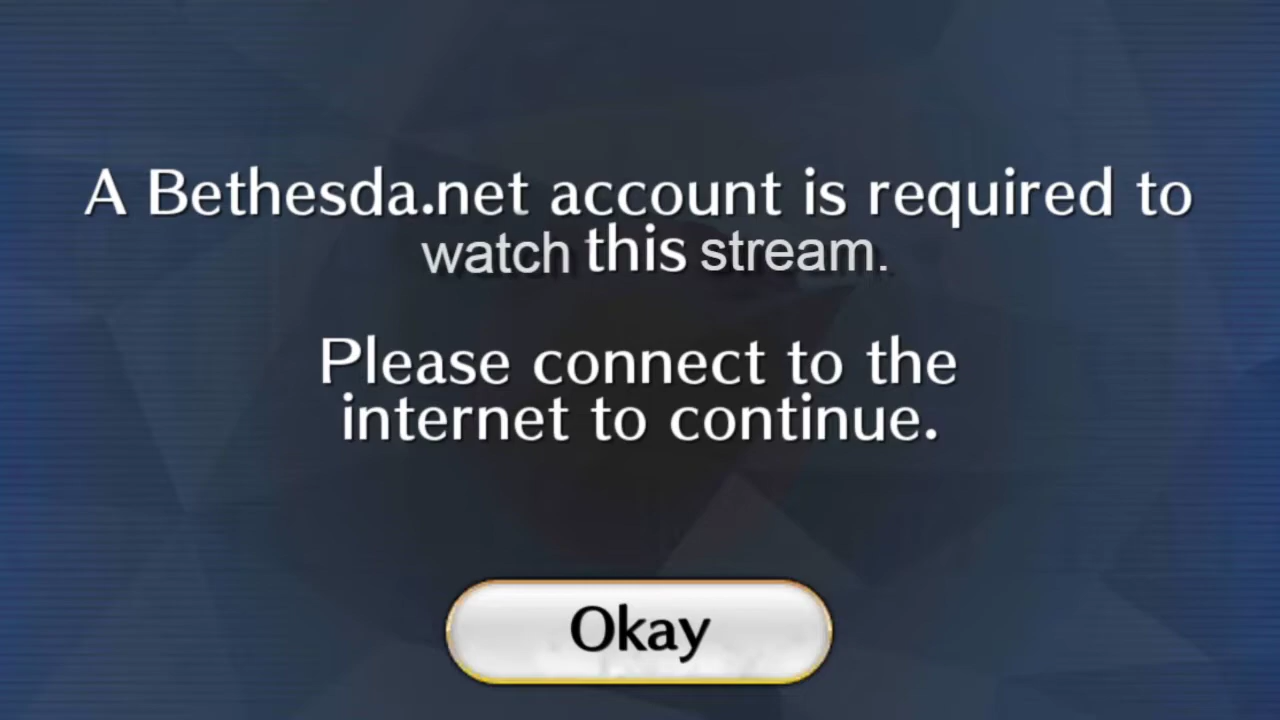 A Bethesda.net account is required to
watch this stream.
Please connect to the
internet to continue.
Okay